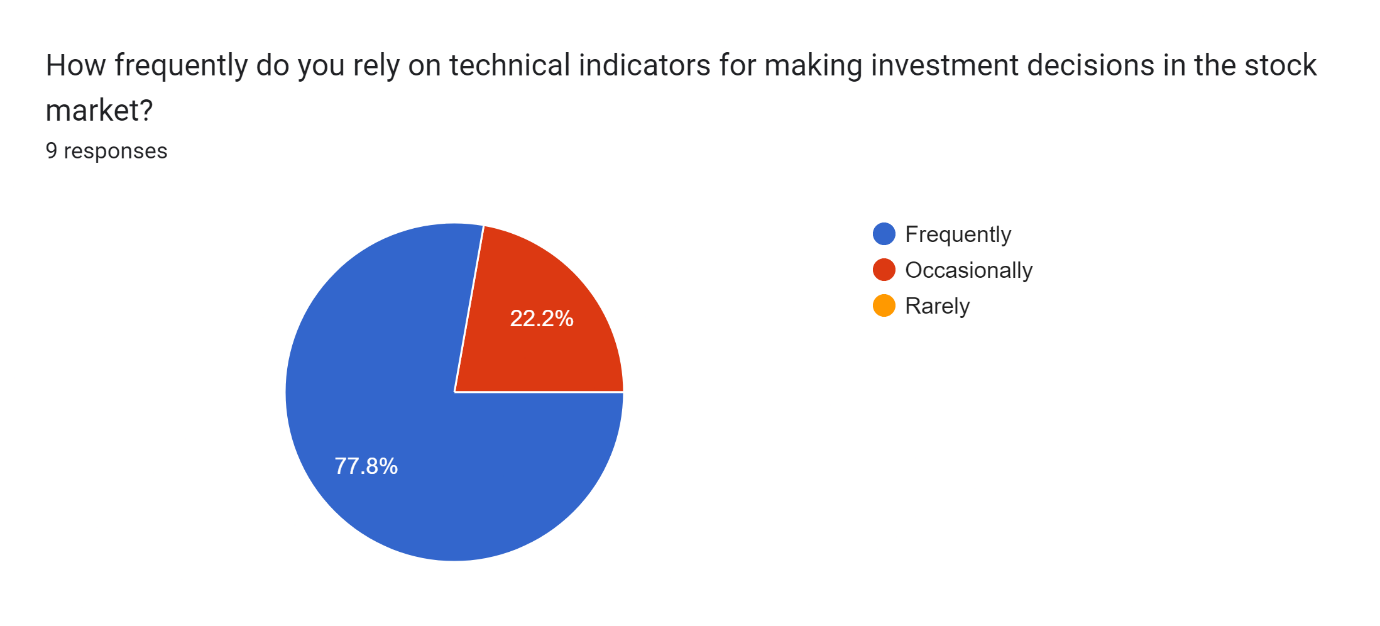 How frequently do you rely on technical indicators for making investment decisions in the stock
market?
9 responses
Frequently
Occasionally
Rarely
22.2%
77.8%